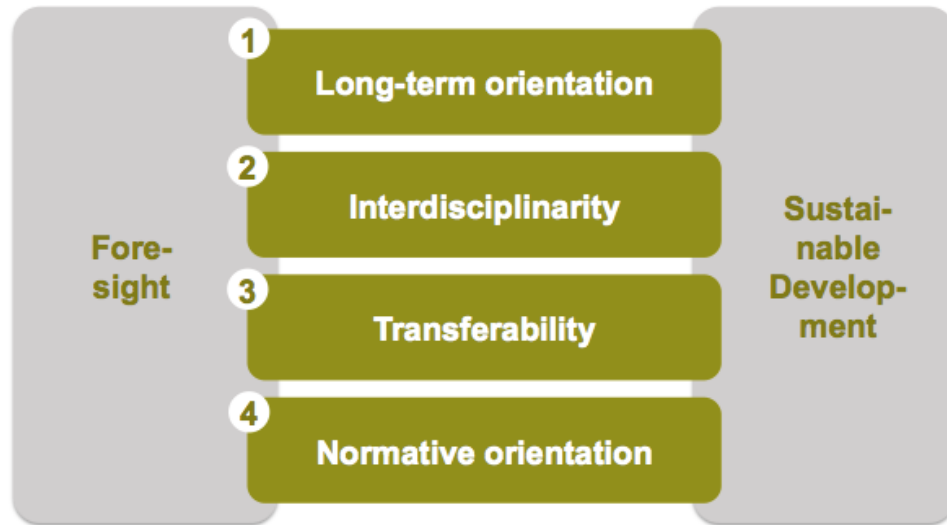 Fore-
sight
1
Long-term orientation
2
Interdisciplinarity
3
Transferability
4
Normative orientation
Sustai-
nable
Develop-
ment